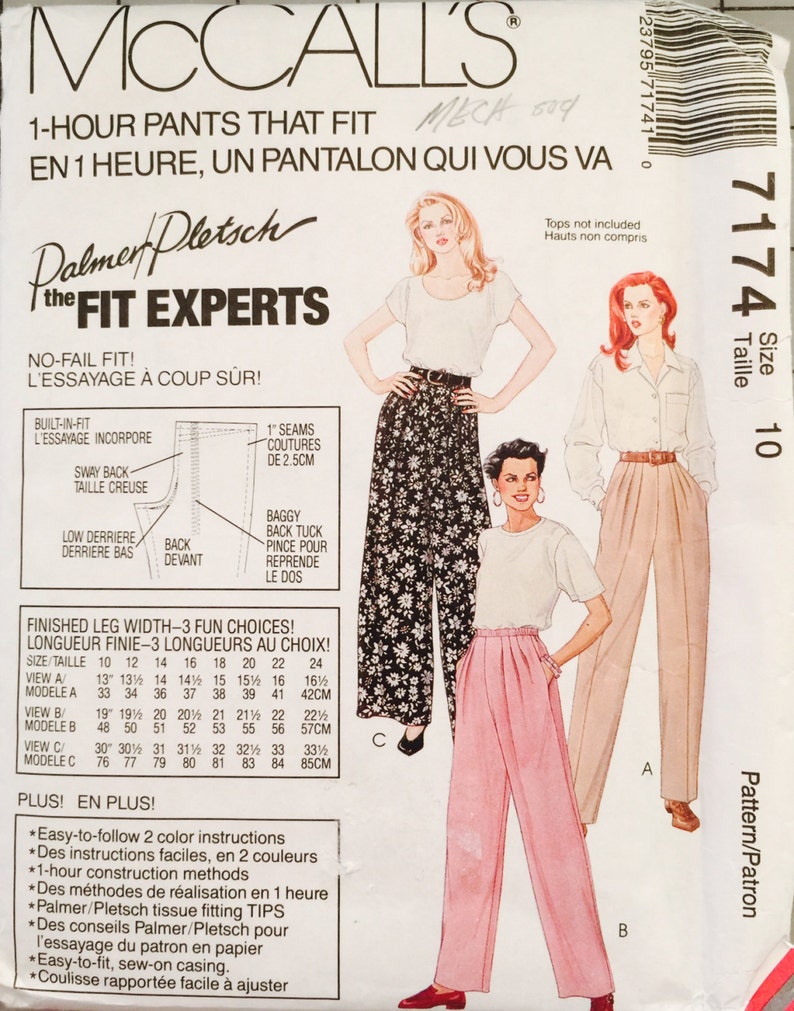 McCALL'S®
1-HOUR PANTS THAT FIT
EN 1 HEURE, UN PANTALON QUI VOUS VA
MECH
23795 71741 0
7174
Size 10
Taille
Palmer/Pletsch
the FIT EXPERTS
Tops not included
Hauts non compris
NO-FAIL FIT!
L'ESSAYAGE À COUP SÛR!
BUILT-IN-FIT
L'ESSAYAGE INCORPORE
1" SEAMS
COUTURES
DE 2.5CM
SWAY BACK
TAILLE CREUSE
LOW DERRIERE
DERRIERE BAS
BACK
DEVANT
BAGGY
BACK TUCK
PINCE POUR
REPRENDE
LE DOS
FINISHED LEG WIDTH–3 FUN CHOICES!
LONGUEUR FINIE–3 LONGUEURS AU CHOIX!
SIZE/TAILLE 10 12 14 16 18 20 22 24
VIEW A/ 13" 13½ 14 14½ 15 15½ 16 16½
MODELE A 33 34 36 37 38 39 41 42CM
VIEW B/ 19" 19½ 20 20½ 21 21½ 22 22½
MODELE B 48 50 51 52 53 55 56 57CM
VIEW C/ 30" 30½ 31 31½ 32 32½ 33 33½
MODELE C 76 77 79 80 81 83 84 85CM
C
A
B
PLUS! EN PLUS!
*Easy-to-follow 2 color instructions
*Des instructions faciles, en 2 couleurs
*1-hour construction methods
*Des méthodes de réalisation en 1 heure
*Palmer/Pletsch tissue fitting TIPS
*Des conseils Palmer/Pletsch pour
l'essayage du patron en papier
*Easy-to-fit, sew-on casing.
*Coulisse rapportée facile à ajuster
Pattern/Patron